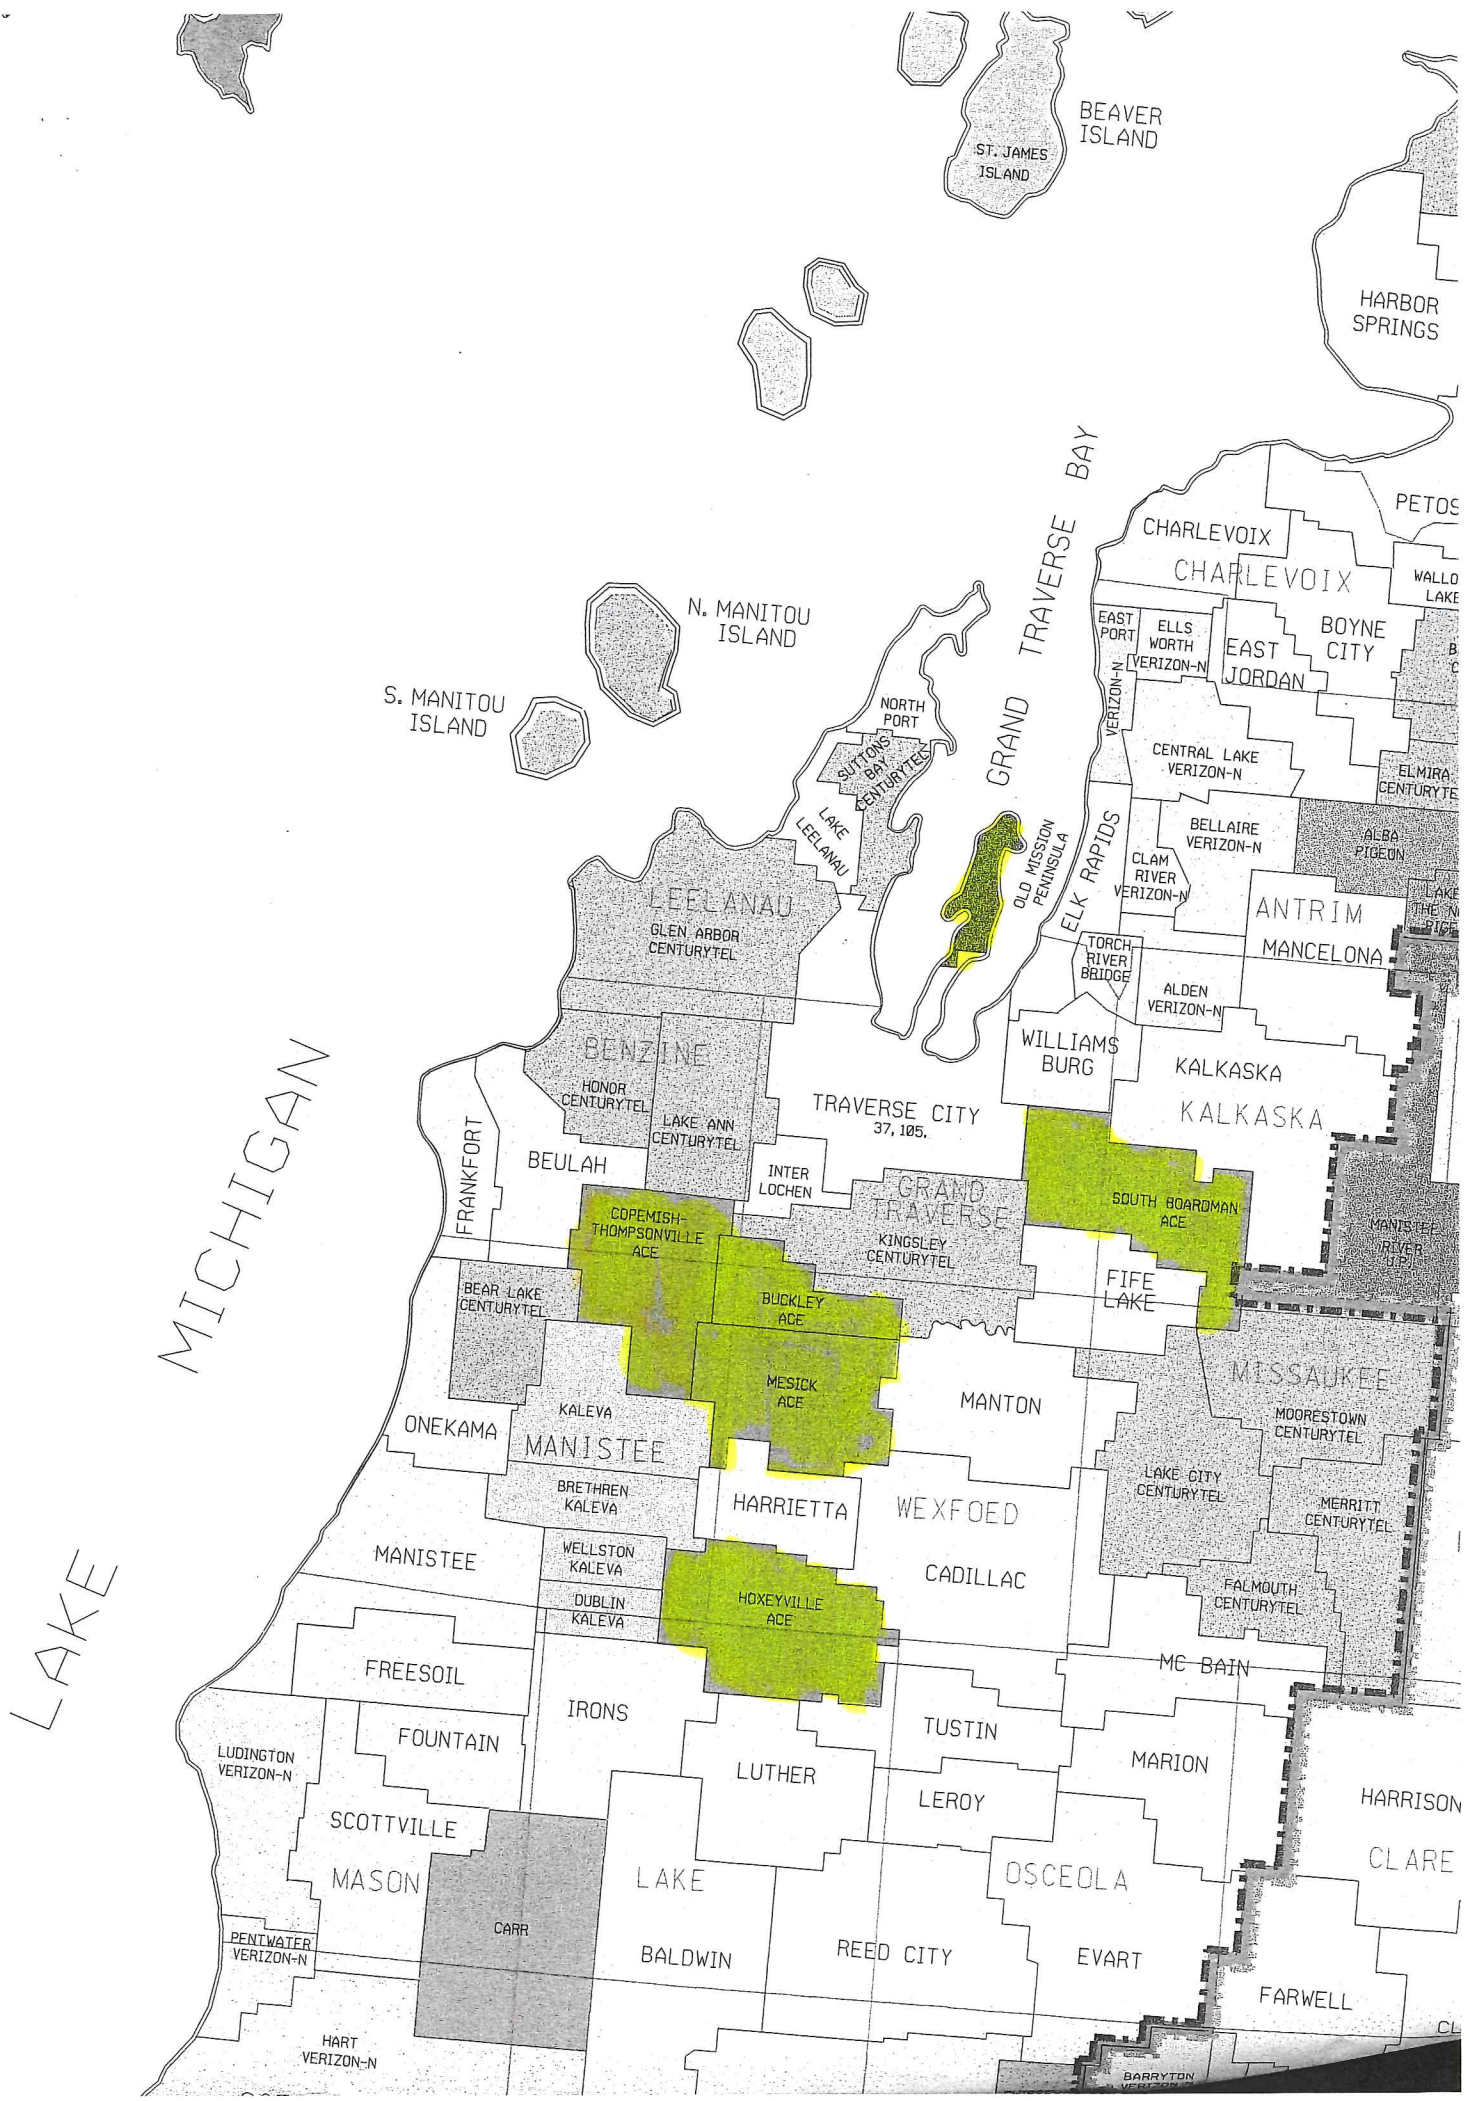 BEAVER
ISLAND
ST. JAMES
ISLAND
HARBOR
SPRINGS
GRAND TRAVERSE BAY
PETOS
CHARLEVOIX
CHARLEVOIX
WALLO
LAKE
N. MANITOU
ISLAND
S. MANITOU
ISLAND
EAST
PORT
VERIZON-N
ELLS
WORTH
VERIZON-N
EAST
JORDAN
BOYNE
CITY
B
C
NORTH
PORT
SUTTONS
BAY
CENTURYTEL
CENTRAL LAKE
VERIZON-N
ELMIRA
CENTURYTE
LAKE
LEELANAU
OLD MISSION
PENINSULA
ELK RAPIDS
CLAM
RIVER
VERIZON-N
BELLAIRE
VERIZON-N
ALBA
PIGEON
LEELANAU
GLEN ARBOR
CENTURYTEL
ANTRIM
MANCELONA
LAKE
THE N
PIGE
TORCH
RIVER
BRIDGE
ALDEN
VERIZON-N
BENZINE
HONOR
CENTURYTEL
LAKE ANN
CENTURYTEL
WILLIAMS
BURG
KALKASKA
KALKASKA
TRAVERSE CITY
37,105.
FRANKFORT
BEULAH
INTER
LOCHEN
GRAND
TRAVERSE
KINGSLEY
CENTURYTEL
SOUTH BOARDMAN
ACE
MANISTEE
RIVER
U.P.
COPEMISH-
THOMPSONVILLE
ACE
BUCKLEY
ACE
FIFE
LAKE
BEAR LAKE
CENTURYTEL
MESICK
ACE
MISSAUKEE
MOORESTOWN
CENTURYTEL
ONEKAMA
KALEVA
MANISTEE
MANTON
LAKE CITY
CENTURYTEL
MERRITT
CENTURYTEL
BRETHREN
KALEVA
HARRIETTA
WEXFOED
CADILLAC
MANISTEE
WELLSTON
KALEVA
DUBLIN
KALEVA
HOXEYVILLE
ACE
FALMOUTH
CENTURYTEL
LAKE MICHIGAN
FREESOIL
IRONS
MC BAIN
FOUNTAIN
TUSTIN
MARION
LUDINGTON
VERIZON-N
LUTHER
LEROY
HARRISON
CLARE
SCOTTVILLE
MASON
LAKE
OSCEOLA
CARR
PENTWATER
VERIZON-N
BALDWIN
REED CITY
EVART
FARWELL
HART
VERIZON-N
CL
BARRYTON
VERIZON-N